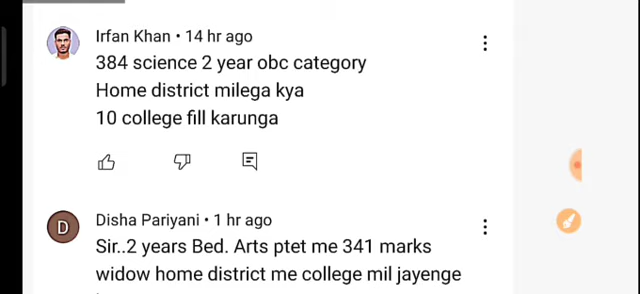 Irfan Khan • 14 hr ago
384 science 2 year obc category
Home district milega kya
10 college fill karunga
D
Disha Pariyani • 1 hr ago
Sir..2 years Bed. Arts ptet me 341 marks
widow home district me college mil jayenge